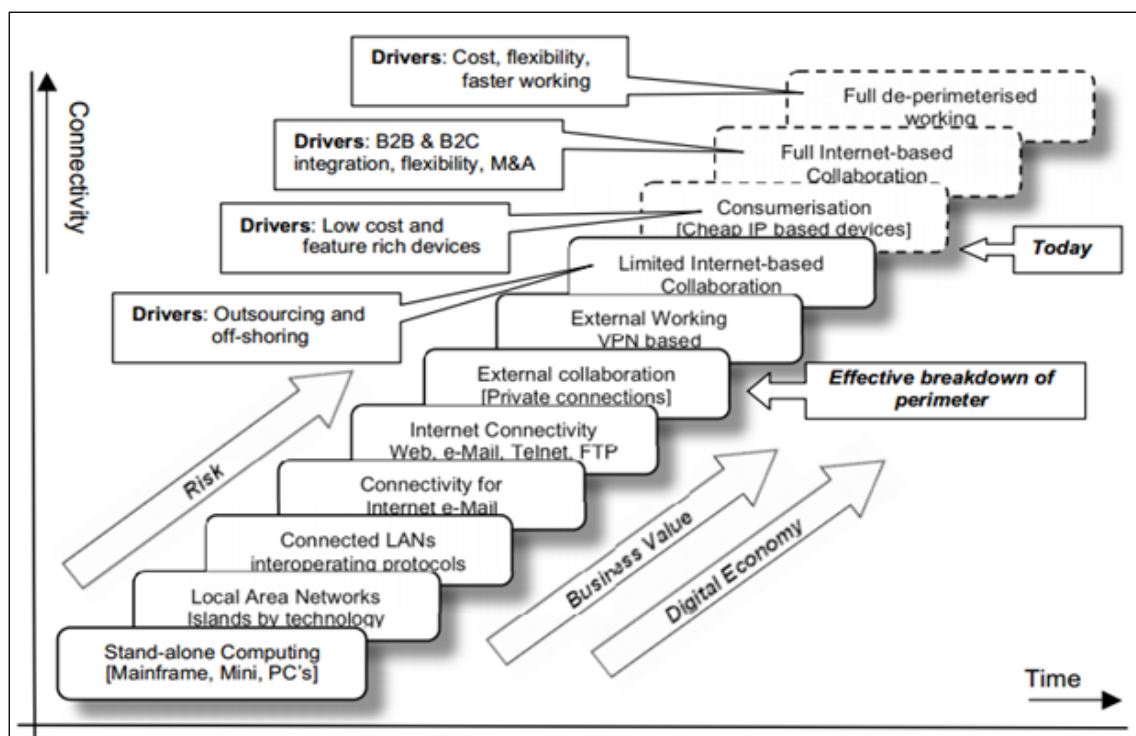 Drivers: Cost, flexibility,
faster working
Full de-perimeterised
working
Connectivity
Drivers: B2B & B2C
integration, flexibility, M&A
Full Internet-based
Collaboration
Drivers: Low cost and
feature rich devices
Consumerisation
[Cheap IP based devices]
Today
Limited Internet-based
Collaboration
Drivers: Outsourcing and
off-shoring
External Working
VPN based
External collaboration
[Private connections]
Effective breakdown of
perimeter
Internet Connectivity
Web, e-Mail, Telnet, FTP
Risk
Connectivity for
Internet e-Mail
Connected LANs
interoperating protocols
Business Value
Digital Economy
Local Area Networks
Islands by technology
Stand-alone Computing
[Mainframe, Mini, PC's]
Time